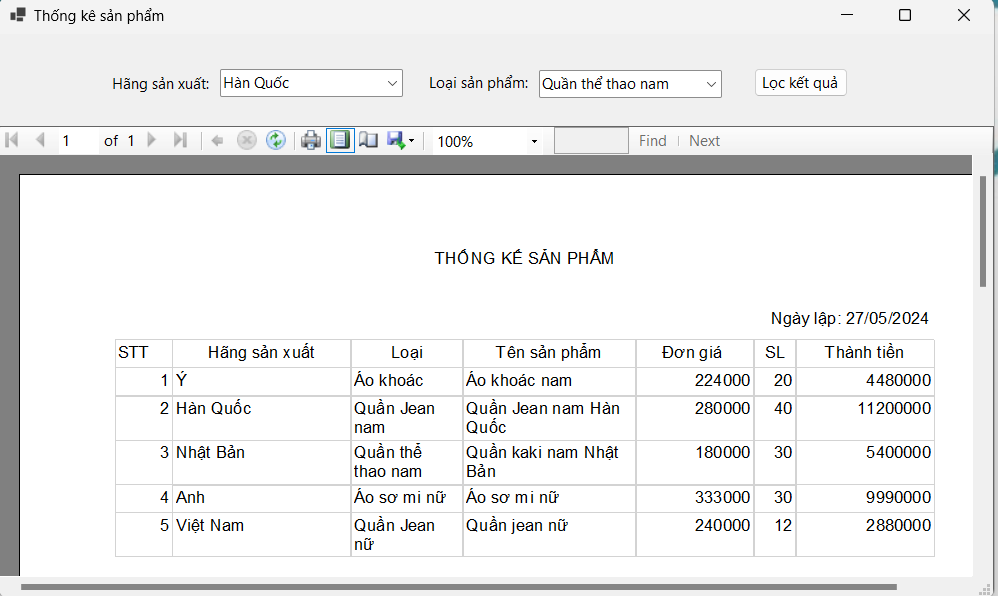 Thống kê sản phẩm
Hãng sản xuất: Hàn Quốc Loại sản phẩm: Quần thể thao nam Lọc kết quả
1 of 1 100% Find Next
THỐNG KÊ SẢN PHẨM
Ngày lập: 27/05/2024
STT Hãng sản xuất Loại Tên sản phẩm Đơn giá SL Thành tiền
1 Ý Áo khoác Áo khoác nam 224000 20 4480000
2 Hàn Quốc Quần Jean nam Quần Jean nam Hàn Quốc 280000 40 11200000
3 Nhật Bản Quần thể thao nam Quần kaki nam Nhật Bản 180000 30 5400000
4 Anh Áo sơ mi nữ Áo sơ mi nữ 333000 30 9990000
5 Việt Nam Quần Jean nữ Quần jean nữ 240000 12 2880000